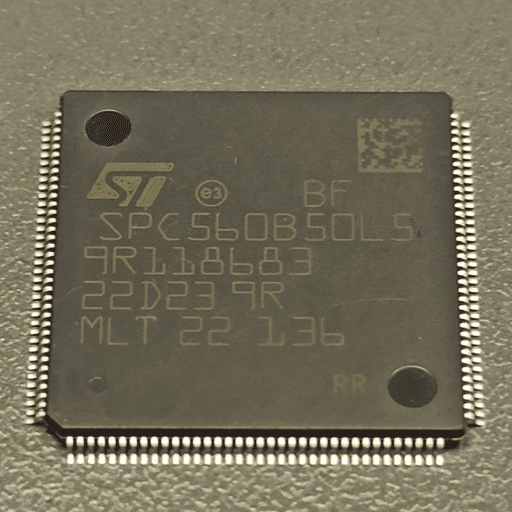 ST e3 BF
SPC560B50L5
9R118683
22D23 9R
MLT 22 136
RR